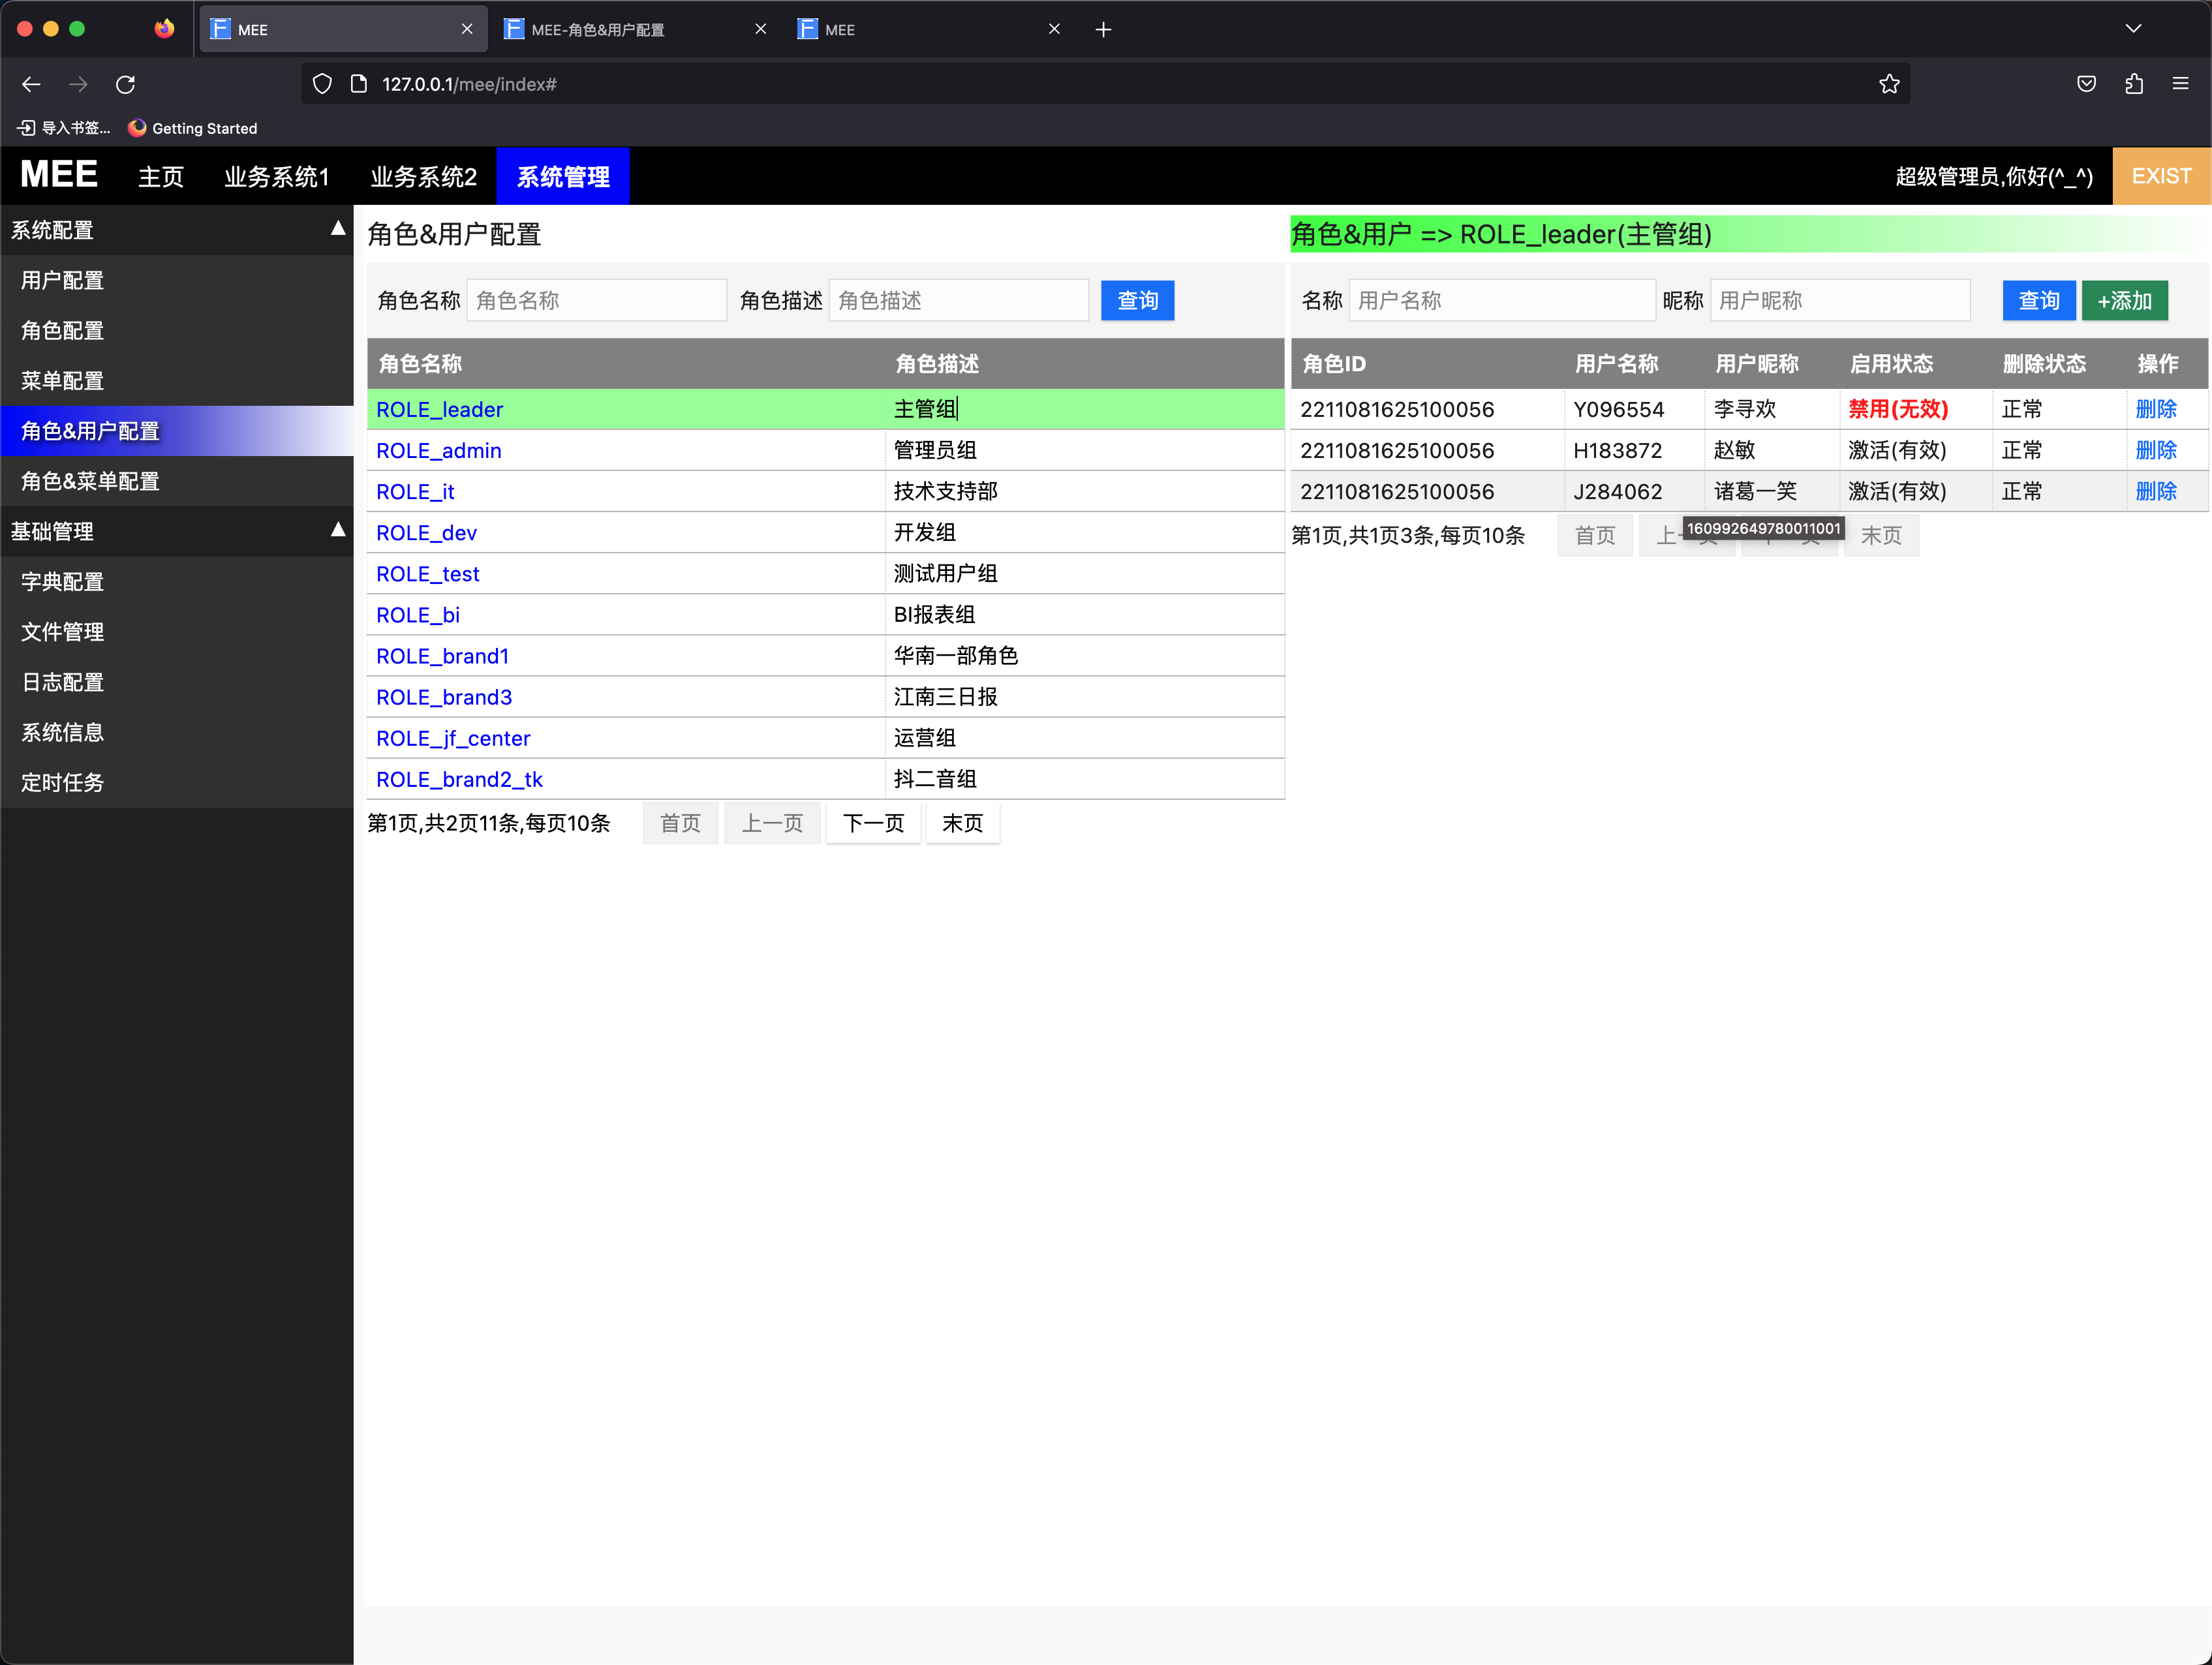 MEE
MEE-角色&用户配置
MEE
127.0.0.1/mee/index#
导入书签...
Getting Started
MEE 主页 业务系统1 业务系统2 系统管理 超级管理员,你好(^_^) EXIST
系统配置 ▲
用户配置
角色配置
菜单配置
角色&用户配置
角色&菜单配置
基础管理 ▲
字典配置
文件管理
日志配置
系统信息
定时任务
角色&用户配置
角色名称 角色名称 角色描述 角色描述 查询
角色名称 角色描述
ROLE_leader 主管组
ROLE_admin 管理员组
ROLE_it 技术支持部
ROLE_dev 开发组
ROLE_test 测试用户组
ROLE_bi BI报表组
ROLE_brand1 华南一部角色
ROLE_brand3 江南三日报
ROLE_jf_center 运营组
ROLE_brand2_tk 抖二音组
第1页,共2页11条,每页10条 首页 上一页 下一页 末页
角色&用户 => ROLE_leader(主管组)
名称 用户名称 昵称 用户昵称 查询 +添加
角色ID 用户名称 用户昵称 启用状态 删除状态 操作
2211081625100056 Y096554 李寻欢 禁用(无效) 正常 删除
2211081625100056 H183872 赵敏 激活(有效) 正常 删除
2211081625100056 J284062 诸葛一笑 激活(有效) 正常 删除
第1页,共1页3条,每页10条 首页 上 末页
160992649780011001